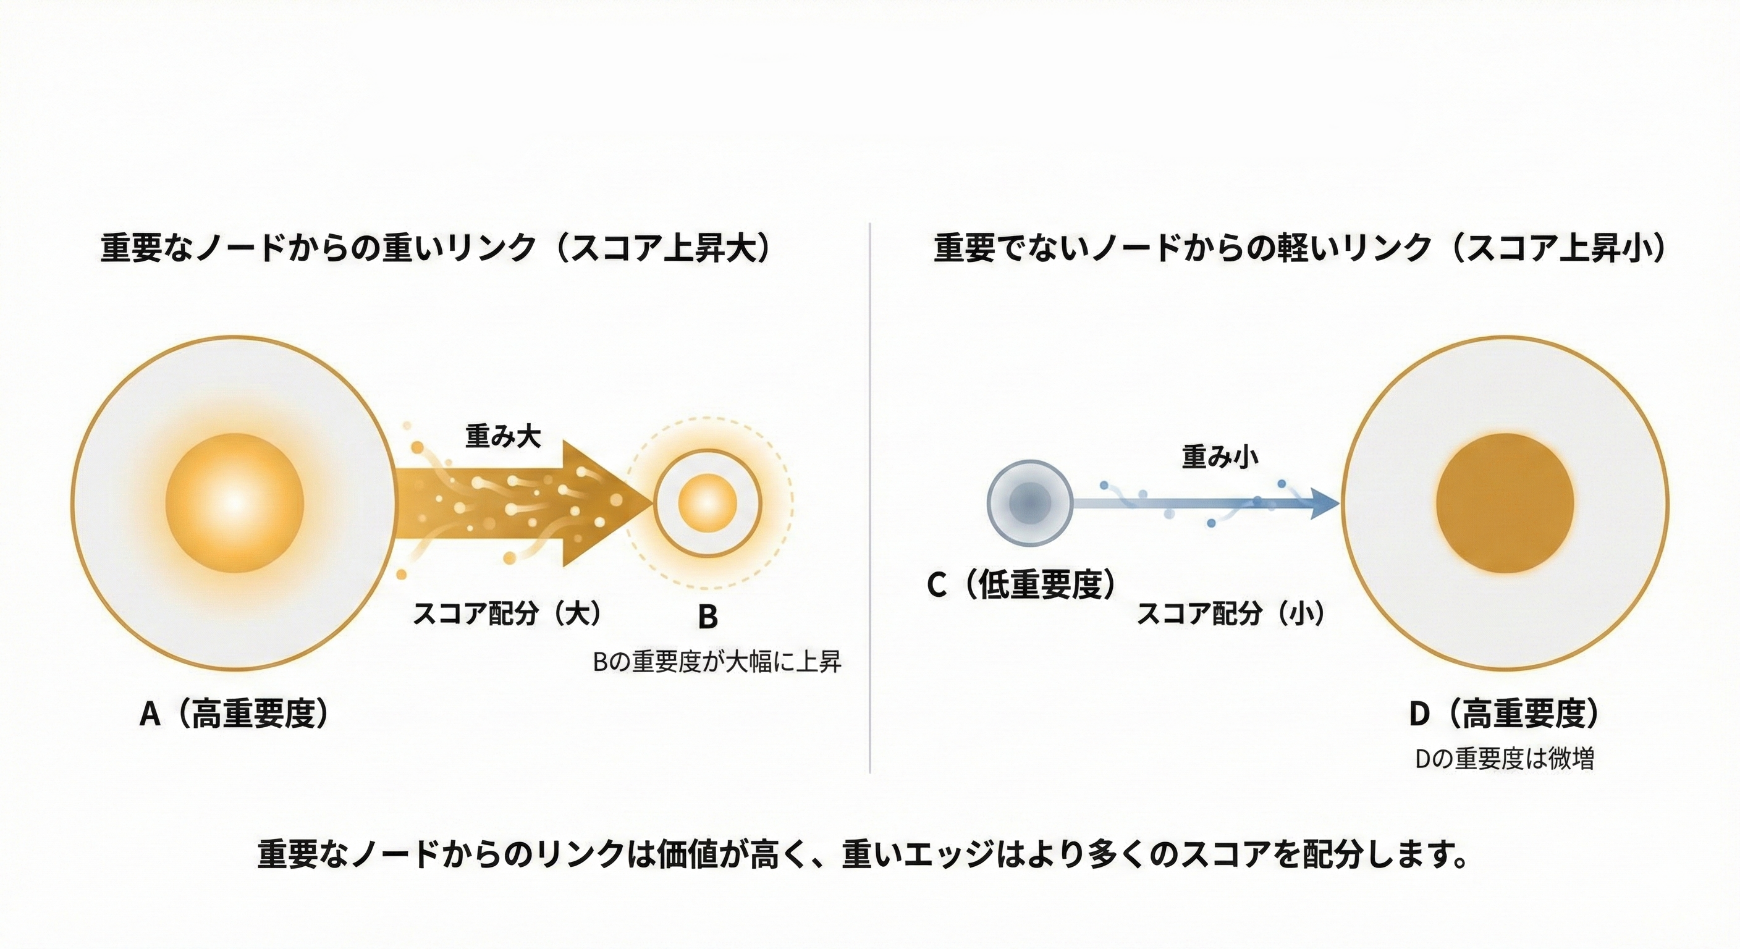 重要なノードからの重いリンク（スコア上昇大）
重み大
スコア配分（大）
B
Bの重要度が大幅に上昇
A（高重要度）
重要でないノードからの軽いリンク（スコア上昇小）
重み小
C（低重要度）
スコア配分（小）
D（高重要度）
Dの重要度は微増
重要なノードからのリンクは価値が高く、重いエッジはより多くのスコアを配分します。